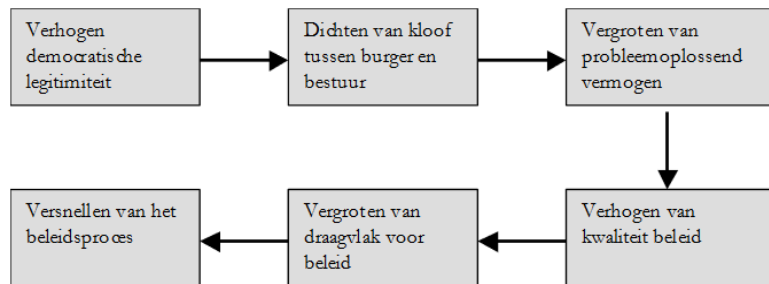 Verhogen
democratische
legitimiteit
Dichten van kloof
tussen burger en
bestuur
Vergroten van
probleemoplossend
vermogen
Verhogen van
kwaliteit beleid
Vergroten van
draagvlak voor
beleid
Versnellen van het
beleidsproces